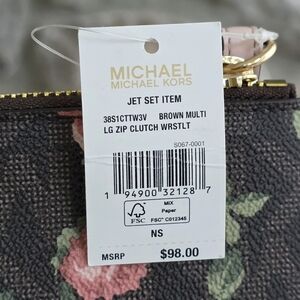 MICHAEL
MICHAEL KORS
JET SET ITEM
38S1CTTW3V BROWN MULTI
LG ZIP CLUTCH WRSTLT
S067-0001
1 94900 32128 7
FSC
MIX
Paper
FSC® C012345
NS
MSRP $98.00